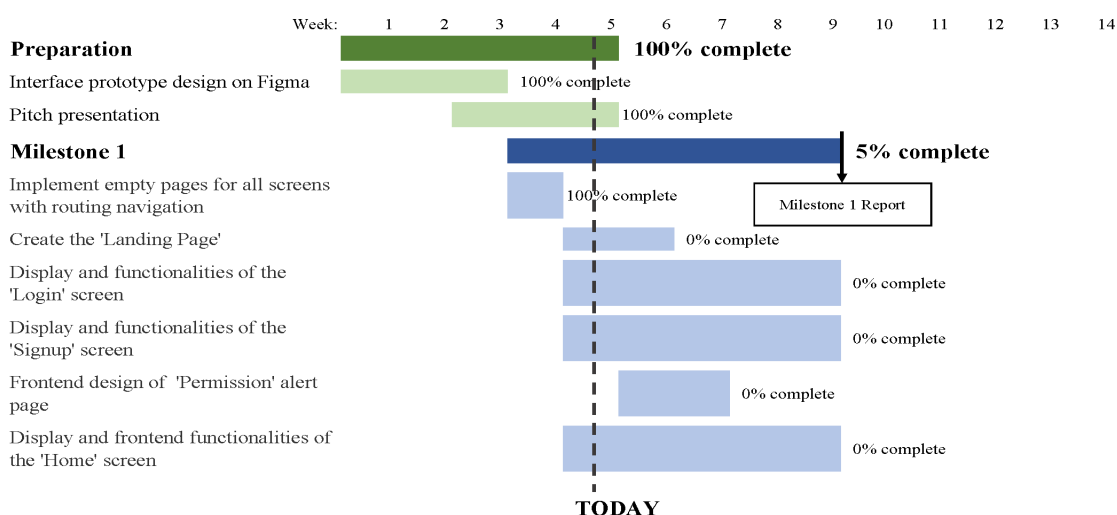 Week: 1 2 3 4 5 6 7 8 9 10 11 12 13 14
Preparation 100% complete
Interface prototype design on Figma 100% complete
Pitch presentation 100% complete
Milestone 1 5% complete
Implement empty pages for all screens
with routing navigation 100% complete
Milestone 1 Report
Create the 'Landing Page' 0% complete
Display and functionalities of the
'Login' screen 0% complete
Display and functionalities of the
'Signup' screen 0% complete
Frontend design of 'Permission' alert
page 0% complete
Display and frontend functionalities of
the 'Home' screen 0% complete
TODAY